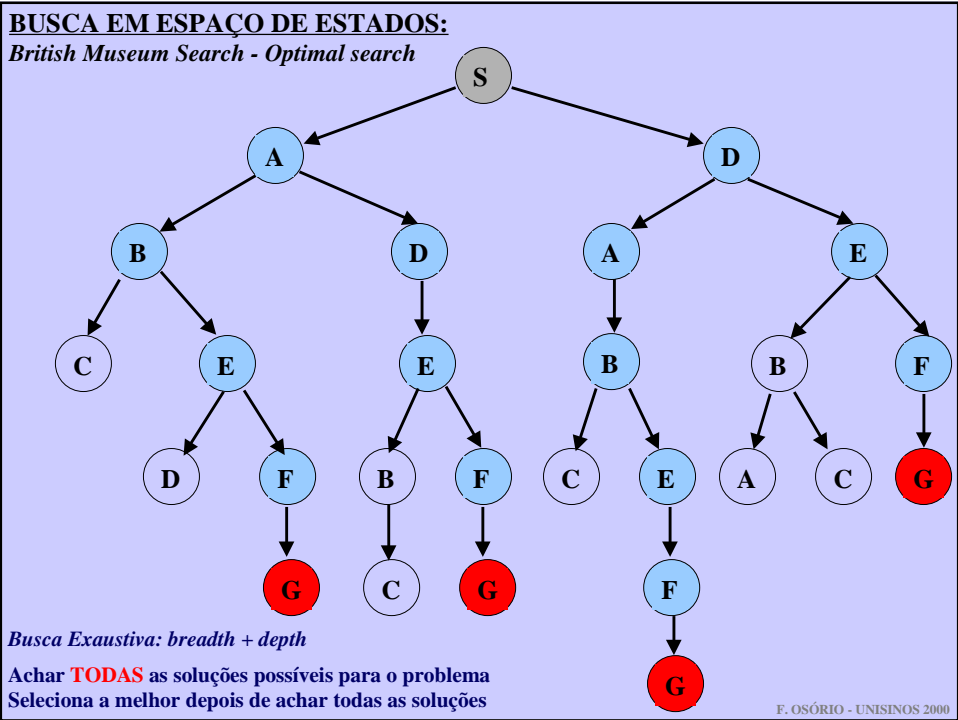 BUSCA EM ESPAÇO DE ESTADOS:
British Museum Search - Optimal search
S
A D
B D A E
C E E B B F
D F B F C E A C G
G C G F
G
Busca Exaustiva: breadth + depth
Achar TODAS as soluções possíveis para o problema
Seleciona a melhor depois de achar todas as soluções
F. OSÓRIO - UNISINOS 2000